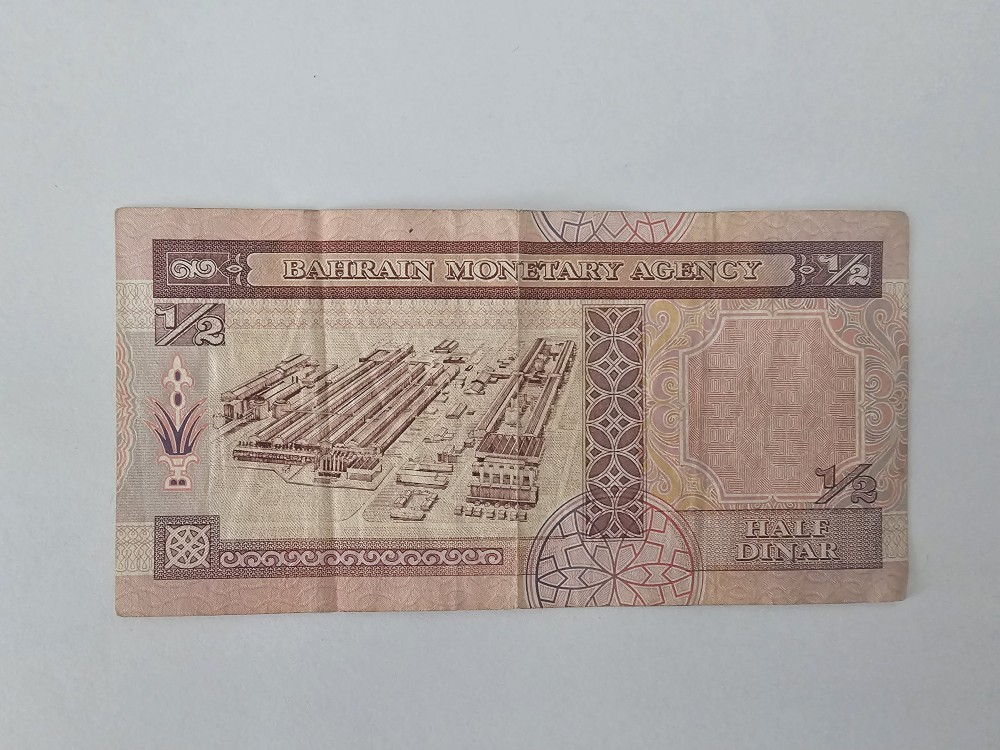 BAHRAIN MONETARY AGENCY
1/2
1/2
1/2
HALF
DINAR